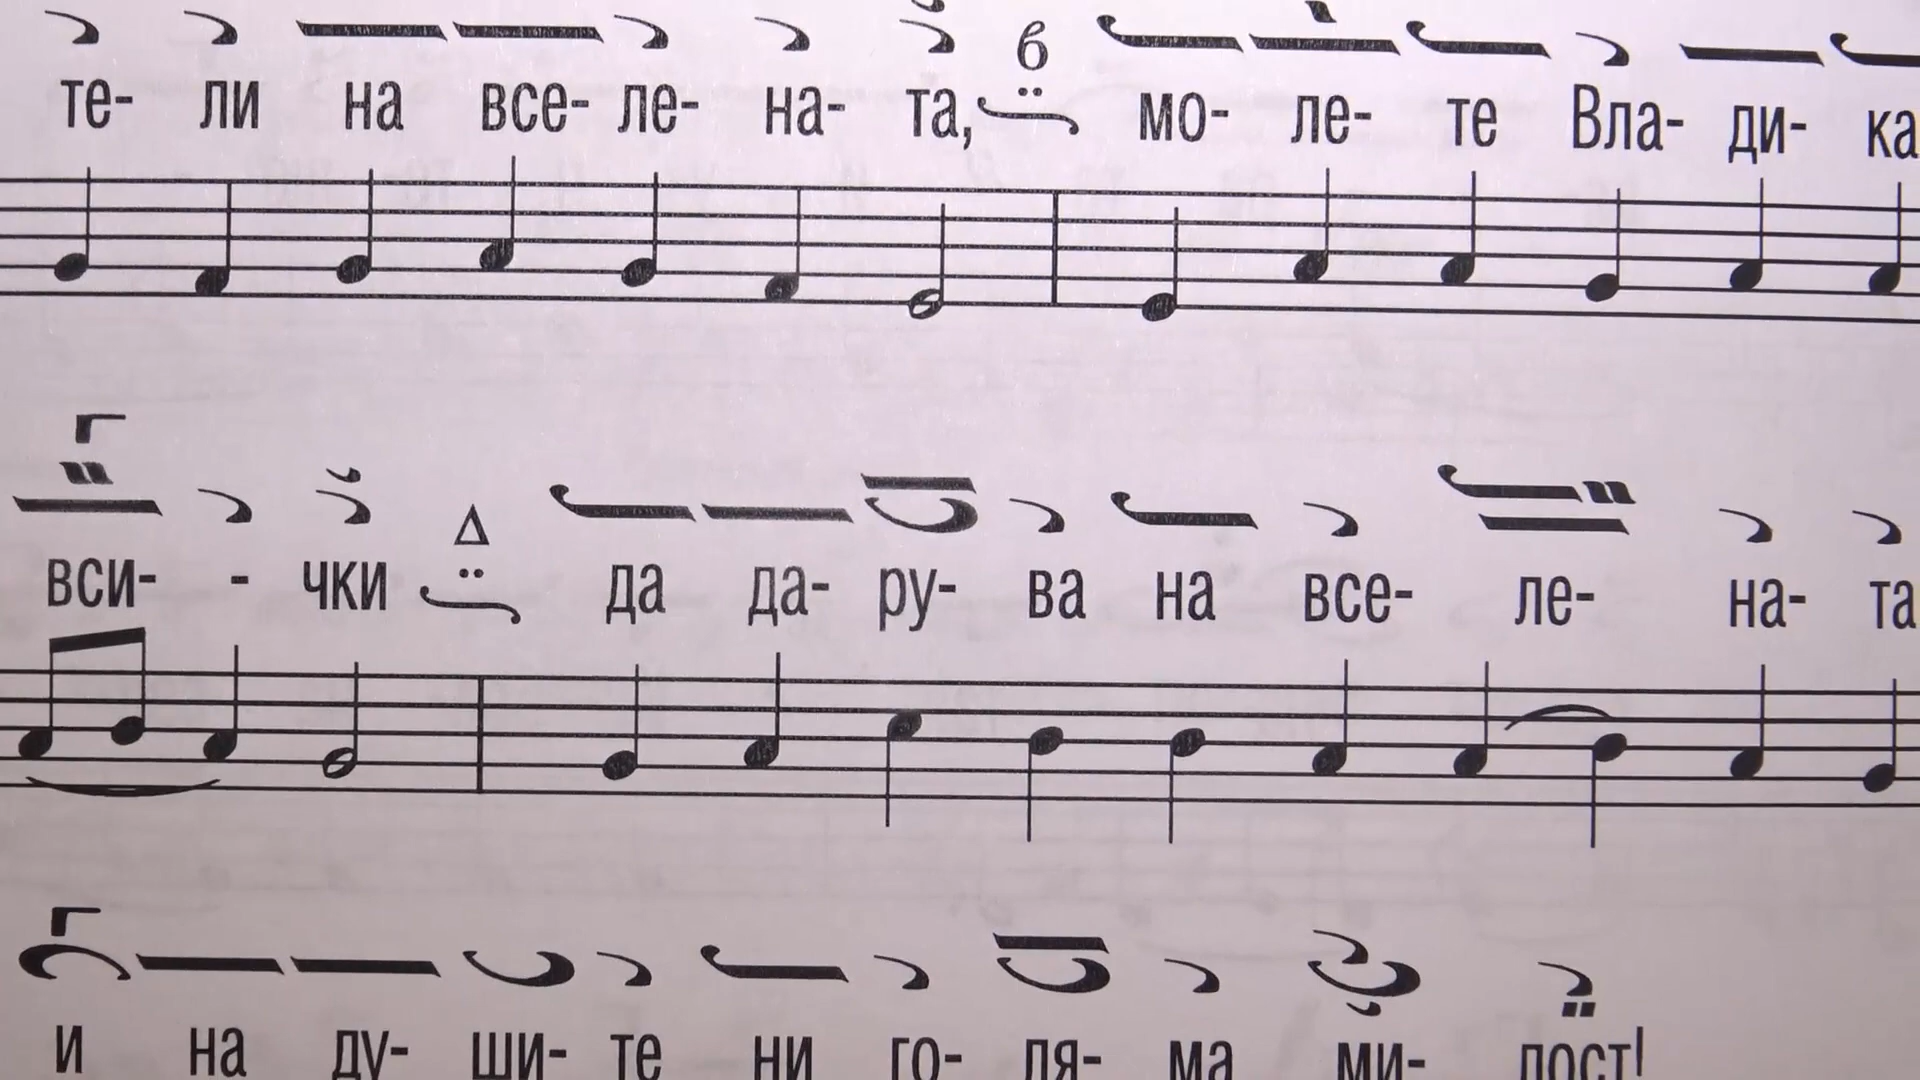 те- ли на все- ле- на- та, мо- ле- те Вла- ди- ка
вси- - чки да да- ру- ва на все- ле- на- та
и на ду- ши- те ни го- ля- ма ми- лост!